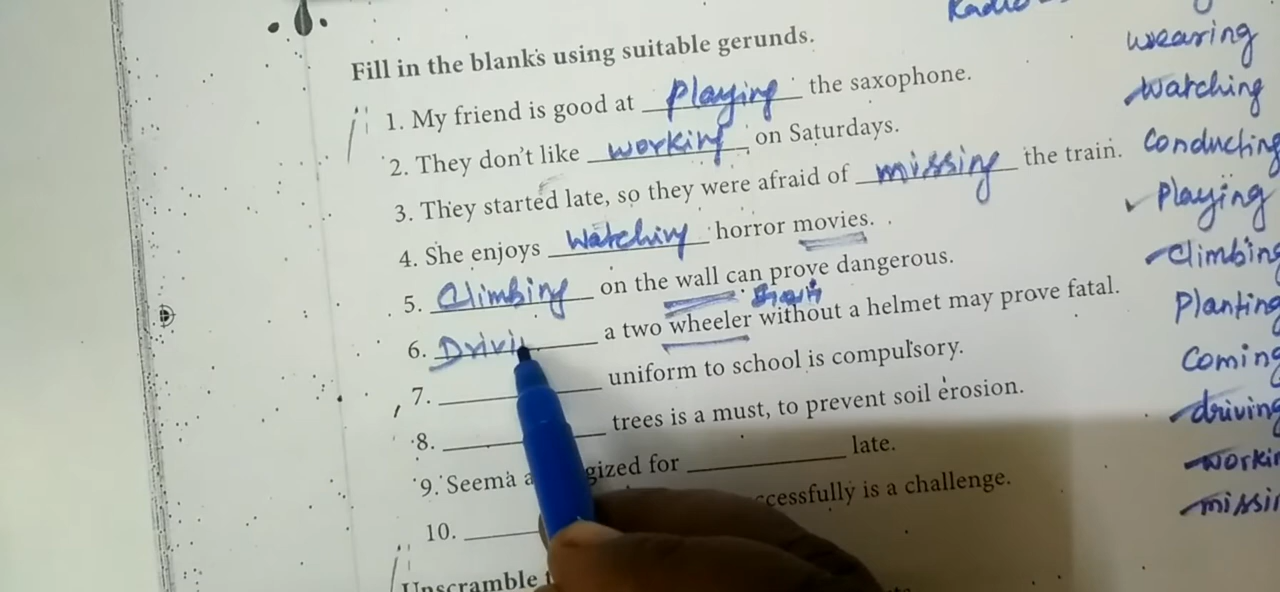 Radio
Fill in the blanks using suitable gerunds.
1. My friend is good at playing the saxophone.
2. They don't like working on Saturdays.
3. They started late, so they were afraid of missing the train.
4. She enjoys watching horror movies.
5. Climbing on the wall can prove dangerous.
6. Drivi a two wheeler without a helmet may prove fatal.
7. uniform to school is compulsory.
8. trees is a must, to prevent soil erosion.
9. Seema a gized for late.
10. ccessfully is a challenge.
Unscramble
wearing
watching
Conducting
Playing
Climbing
Planting
Coming
driving
workin
missi